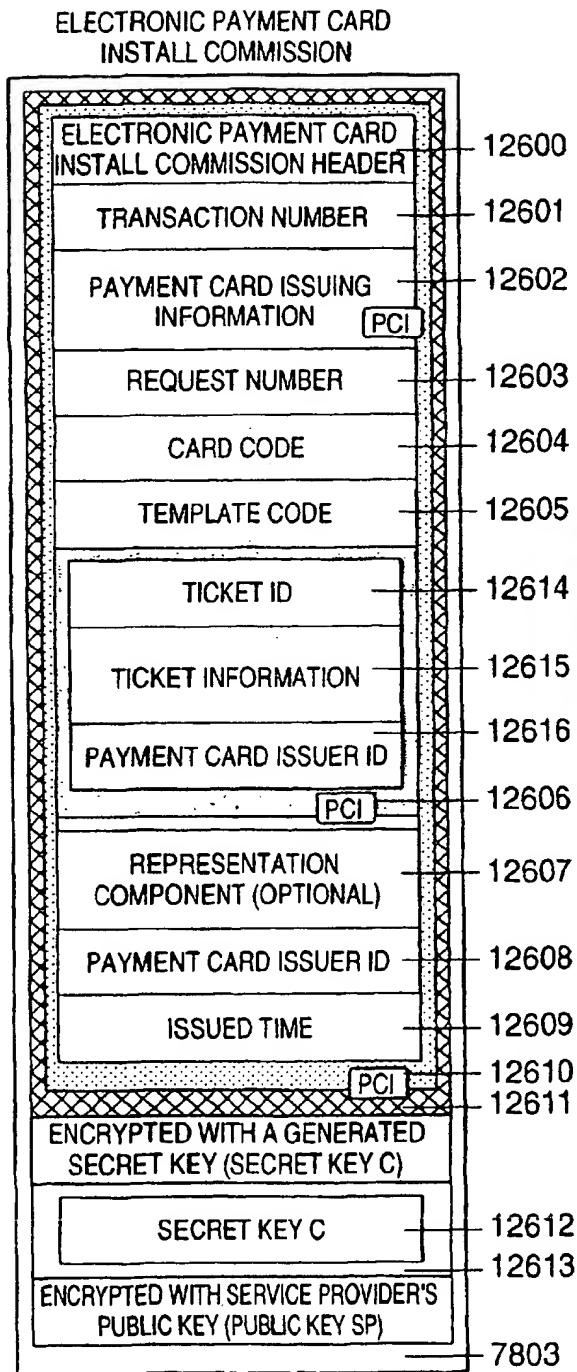 ELECTRONIC PAYMENT CARD
INSTALL COMMISSION
ELECTRONIC PAYMENT CARD
INSTALL COMMISSION HEADER
12600
TRANSACTION NUMBER
12601
PAYMENT CARD ISSUING
INFORMATION
PCI
12602
REQUEST NUMBER
12603
CARD CODE
12604
TEMPLATE CODE
12605
TICKET ID
12614
TICKET INFORMATION
12615
PAYMENT CARD ISSUER ID
12616
PCI
12606
REPRESENTATION
COMPONENT (OPTIONAL)
12607
PAYMENT CARD ISSUER ID
12608
ISSUED TIME
12609
PCI
12610
12611
ENCRYPTED WITH A GENERATED
SECRET KEY (SECRET KEY C)
SECRET KEY C
12612
12613
ENCRYPTED WITH SERVICE PROVIDER'S
PUBLIC KEY (PUBLIC KEY SP)
7803